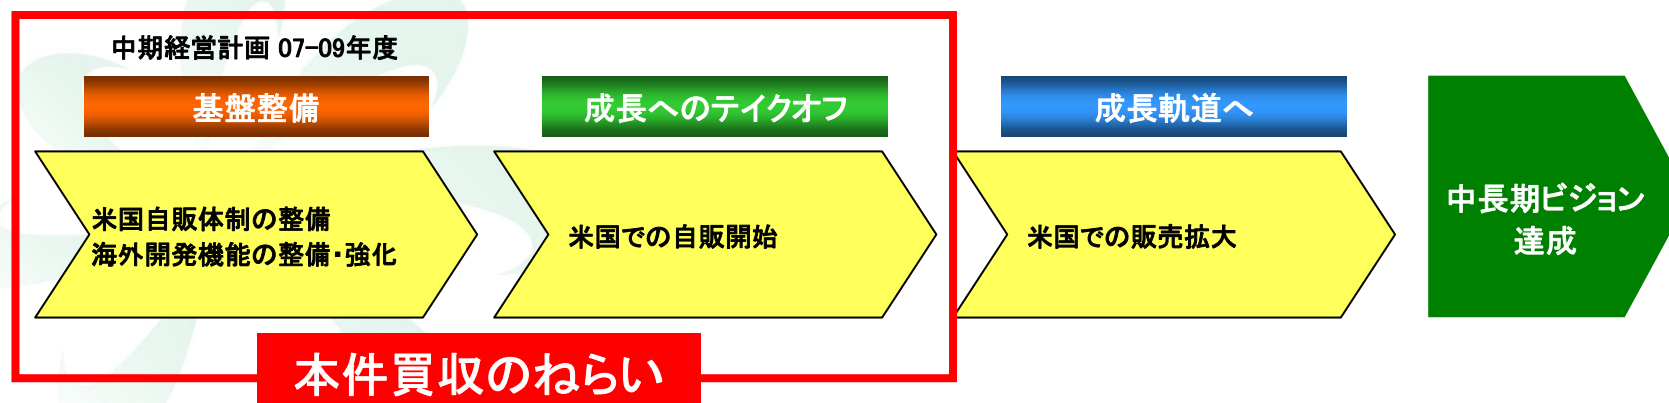 中期経営計画 07-09年度
基盤整備
成長へのテイクオフ
成長軌道へ
米国自販体制の整備
海外開発機能の整備・強化
米国での自販開始
米国での販売拡大
中長期ビジョン
達成
本件買収のねらい